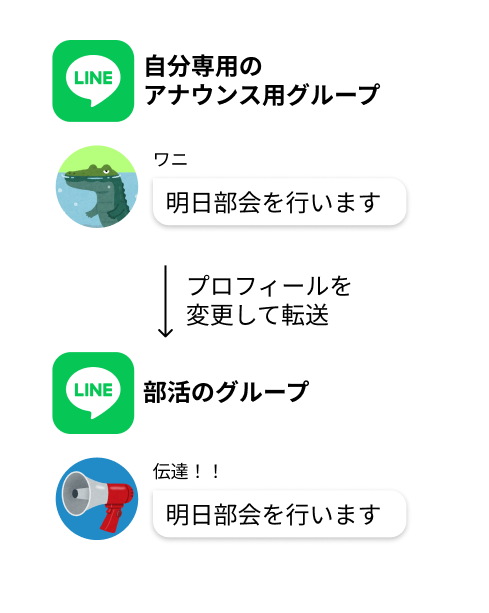 LINE
自分専用の
アナウンス用グループ
ワニ
明日部会を行います
プロフィールを
変更して転送
LINE
部活のグループ
伝達！！
明日部会を行います